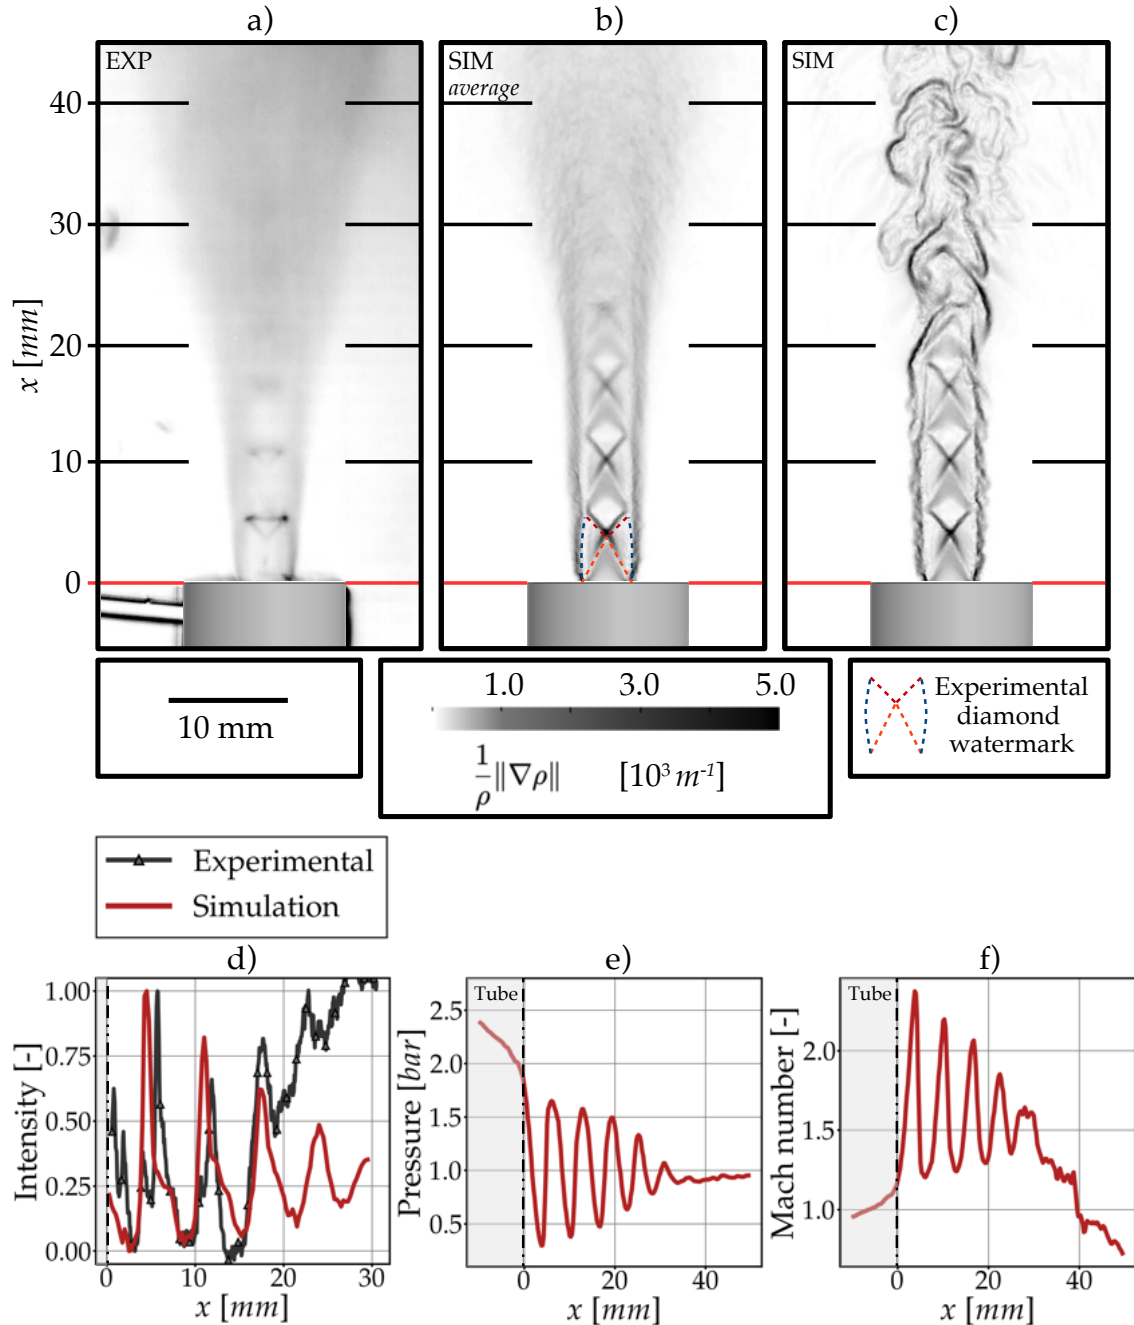 a)
b)
c)
EXP
SIM
average
SIM
40
30
20
10
0
x [mm]
10 mm
1.0 3.0 5.0
1/ρ ||∇ρ|| [10³ m⁻¹]
Experimental
diamond
watermark
Experimental
Simulation
d)
1.00
0.75
0.50
0.25
0.00
Intensity [-]
0 10 20 30
x [mm]
e)
Tube
2.5
2.0
1.5
1.0
0.5
Pressure [bar]
0 20 40
x [mm]
f)
Tube
2.0
1.5
1.0
Mach number [-]
0 20 40
x [mm]